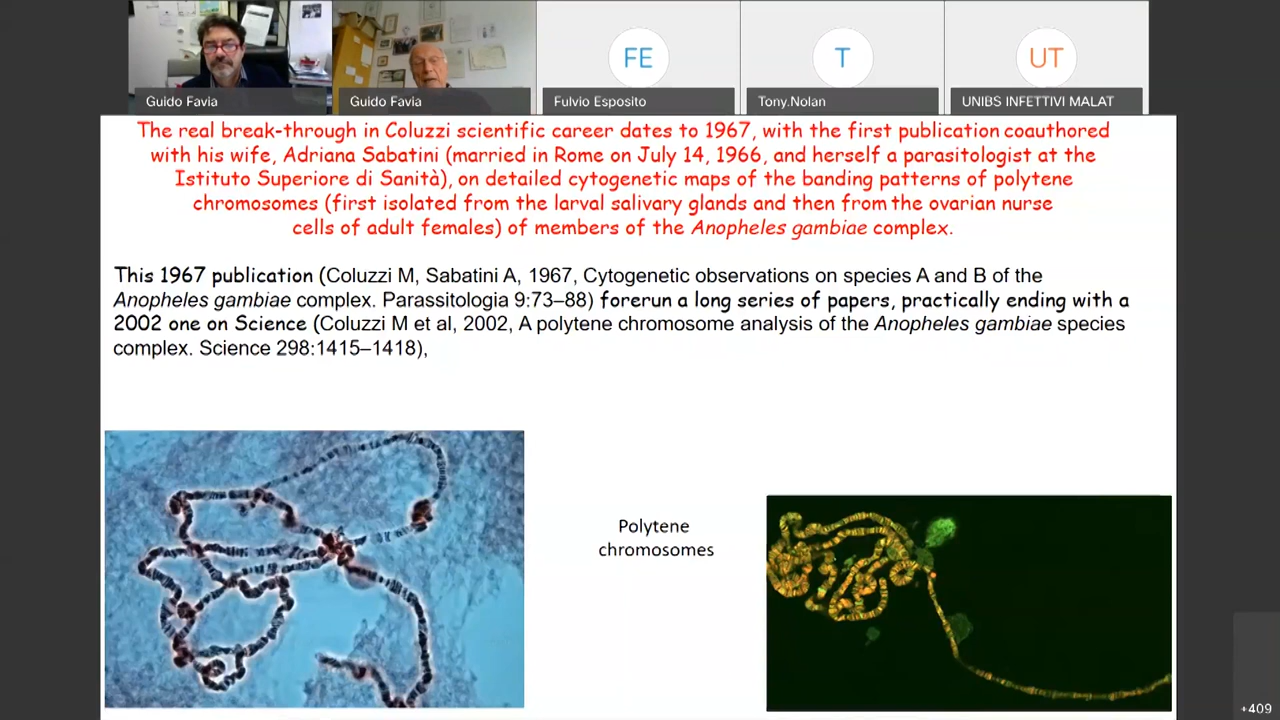 FE
T
UT
Guido Favia
Guido Favia
Fulvio Esposito
Tony.Nolan
UNIBS INFETTIVI MALAT
The real break-through in Coluzzi scientific career dates to 1967, with the first publication coauthored
with his wife, Adriana Sabatini (married in Rome on July 14, 1966, and herself a parasitologist at the
Istituto Superiore di Sanità), on detailed cytogenetic maps of the banding patterns of polytene
chromosomes (first isolated from the larval salivary glands and then from the ovarian nurse
cells of adult females) of members of the Anopheles gambiae complex.
This 1967 publication (Coluzzi M, Sabatini A, 1967, Cytogenetic observations on species A and B of the
Anopheles gambiae complex. Parassitologia 9:73–88) forerun a long series of papers, practically ending with a
2002 one on Science (Coluzzi M et al, 2002, A polytene chromosome analysis of the Anopheles gambiae species
complex. Science 298:1415–1418),
Polytene
chromosomes
+409